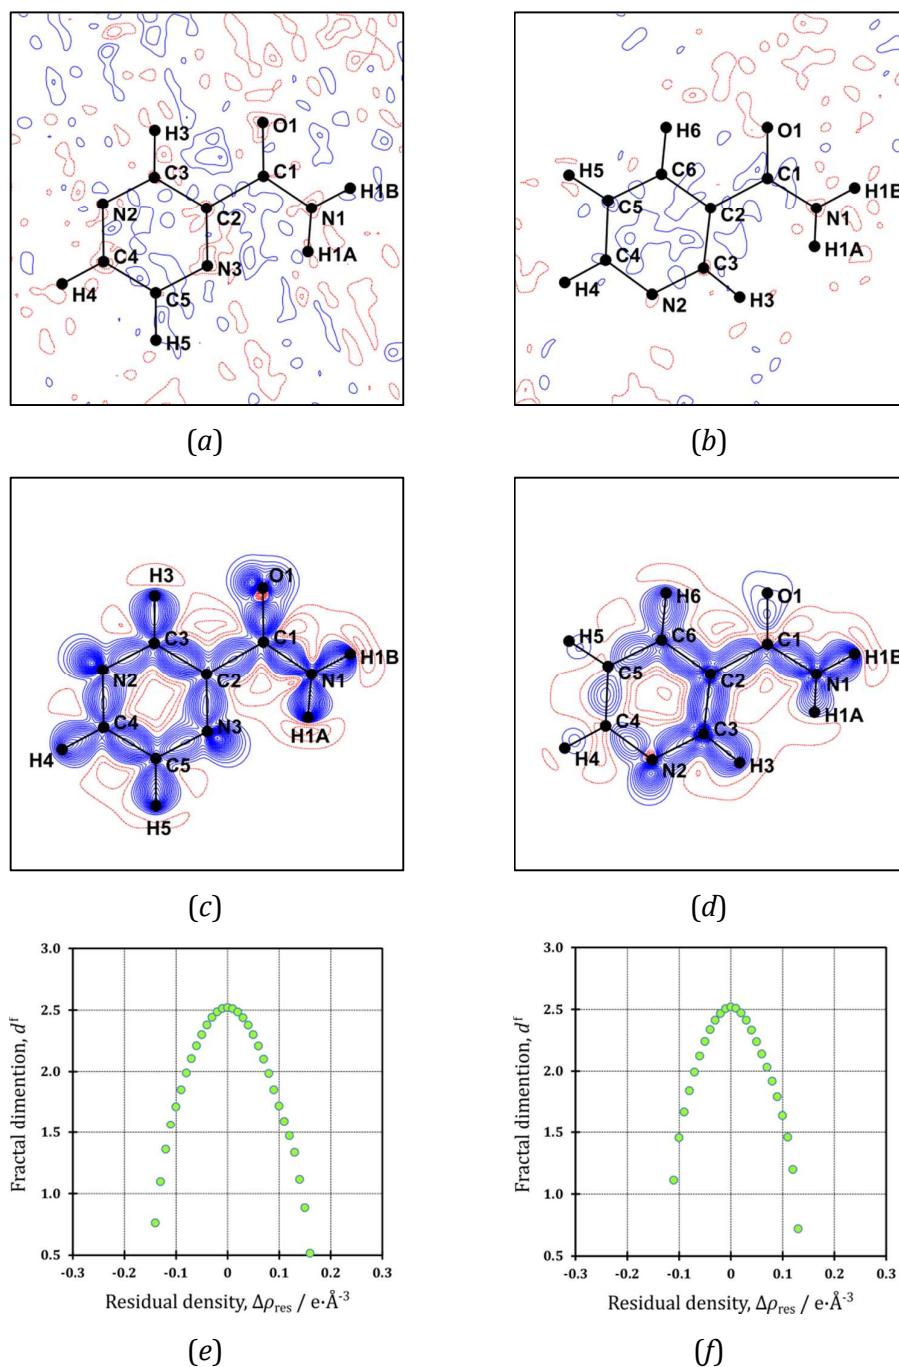 H3
O1
C3
C1
H1B
N2
C2
N1
C4
N3
H1A
H4
C5
H5
(a)
H6
O1
H5
C6
C1
H1B
C5
C2
N1
H1A
C4
C3
H4
N2
H3
(b)
H3
O1
C3
C1
H1B
N2
C2
N1
C4
N3
H1A
H4
C5
H5
(c)
H6
O1
H5
C6
C1
H1B
C5
C2
N1
H1A
C4
C3
H4
N2
H3
(d)
Fractal dimention, dᶠ
3.0
2.5
2.0
1.5
1.0
0.5
-0.3 -0.2 -0.1 0 0.1 0.2 0.3
Residual density, Δρres / e·Å-3
(e)
Fractal dimention, dᶠ
3.0
2.5
2.0
1.5
1.0
0.5
-0.3 -0.2 -0.1 0 0.1 0.2 0.3
Residual density, Δρres / e·Å-3
(f)